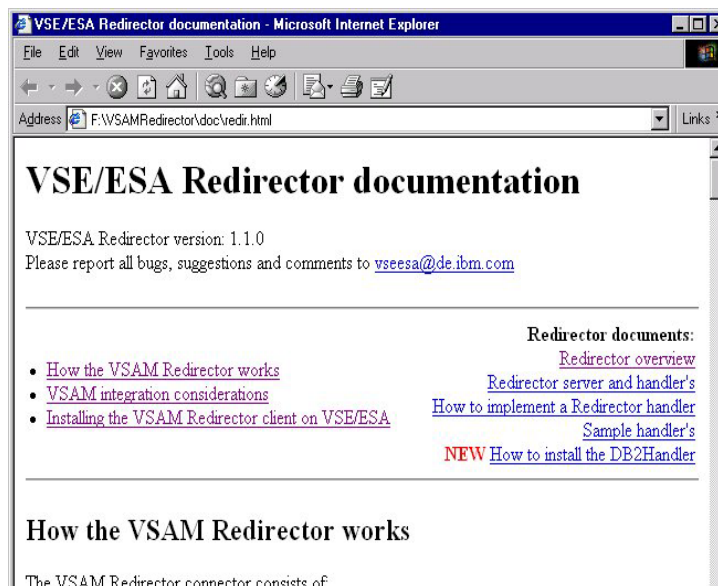 VSE/ESA Redirector documentation - Microsoft Internet Explorer
File Edit View Favorites Tools Help
Address F:\VSAMRedirector\doc\redir.html Links
VSE/ESA Redirector documentation
VSE/ESA Redirector version: 1.1.0
Please report all bugs, suggestions and comments to vseesa@de.ibm.com
Redirector documents:
Redirector overview
How the VSAM Redirector works
Redirector server and handler's
VSAM integration considerations
How to implement a Redirector handler
Installing the VSAM Redirector client on VSE/ESA
Sample handler's
NEW How to install the DB2Handler
How the VSAM Redirector works
The VSAM Redirector connector consists of: